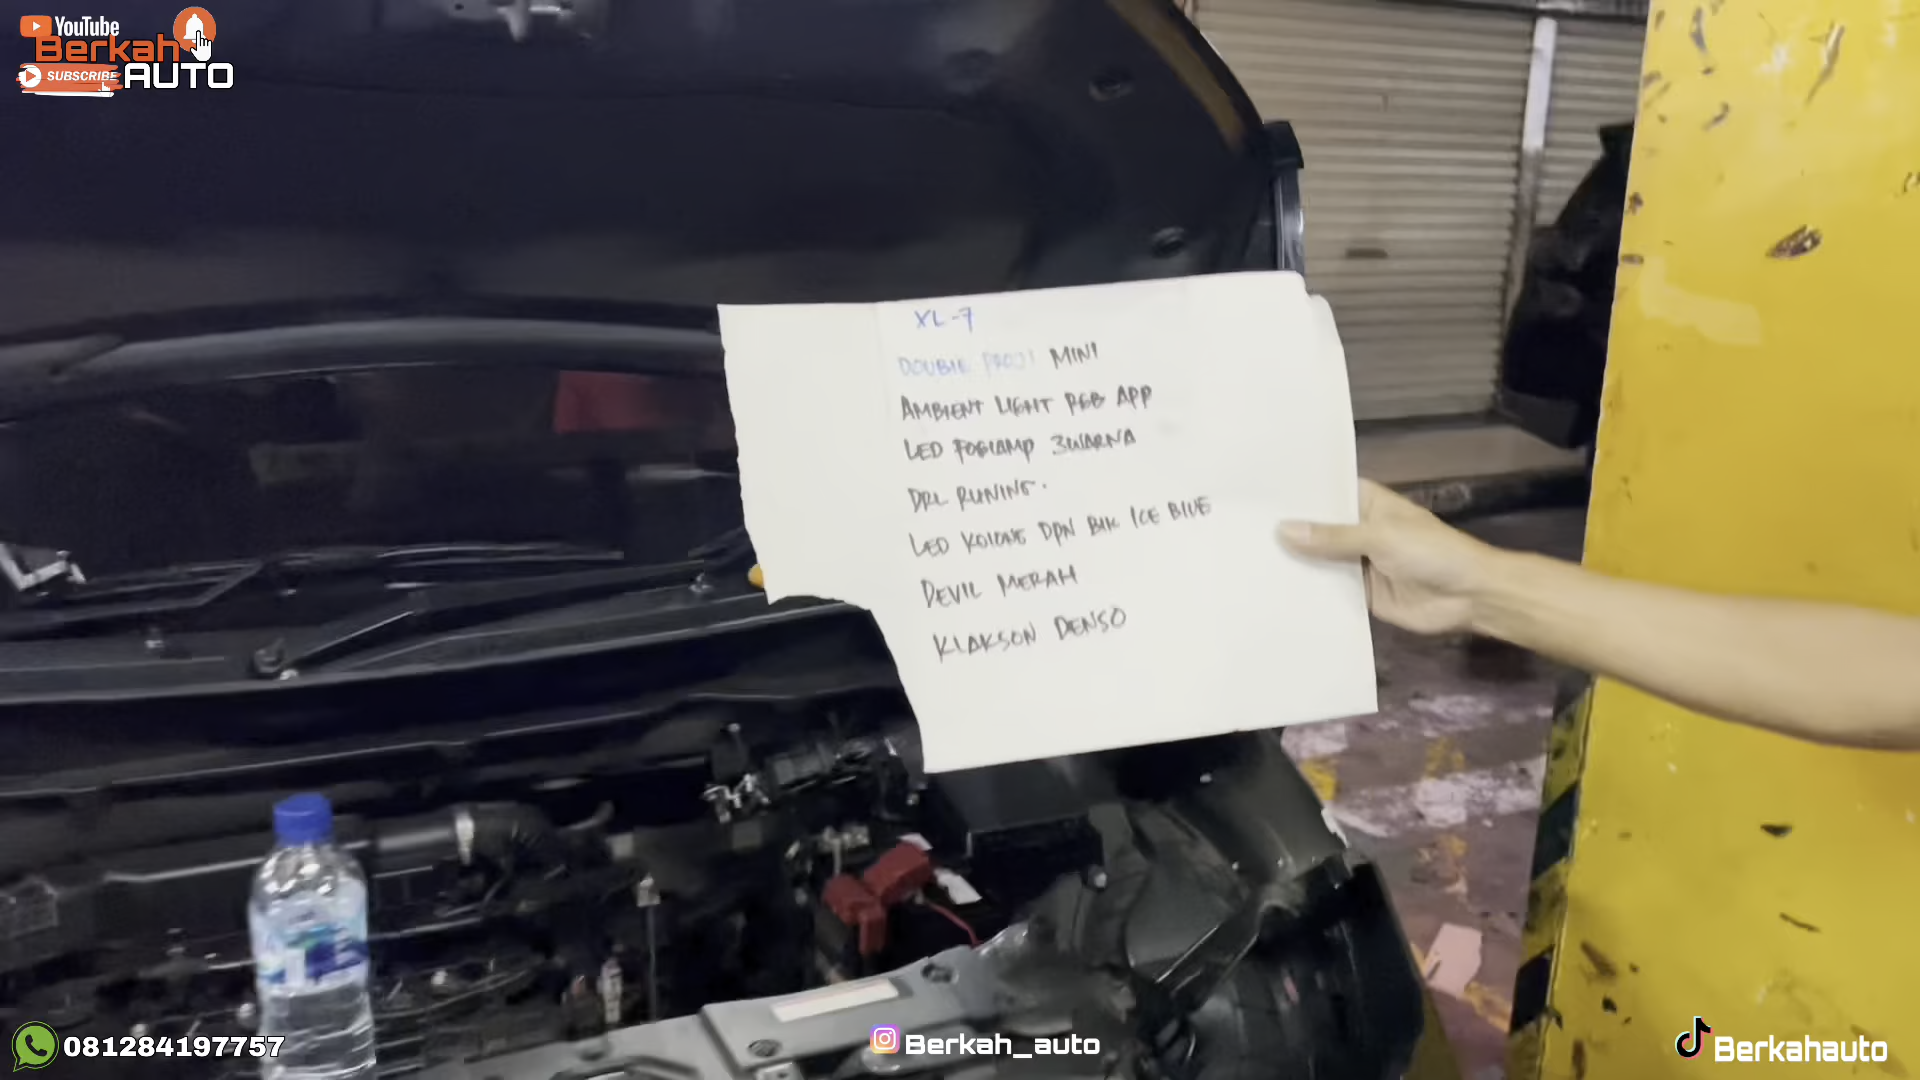 YouTube
Berkah
SUBSCRIBE AUTO
XL-7
DOUBLE PROJI MINI
AMBIENT LIGHT RGB APP
LED FOGLAMP 3WARNA
DRL RUNING.
LED KOLONG DPN BLK ICE BLUE
DEVIL MERAH
KLAKSON DENSO
081284197757
Berkah_auto
Berkahauto